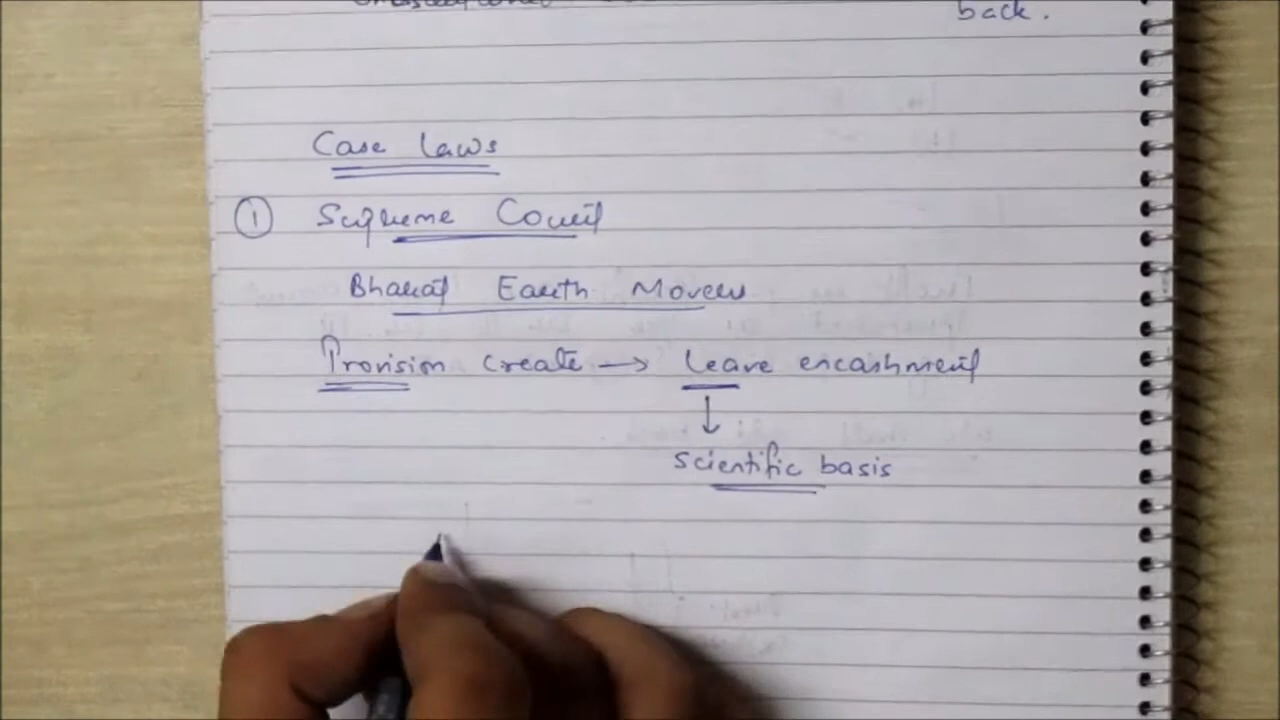 back.
Case Laws
① Supreme Court
Bharat Earth Movers
Provision create → Leave encashment
↓
scientific basis